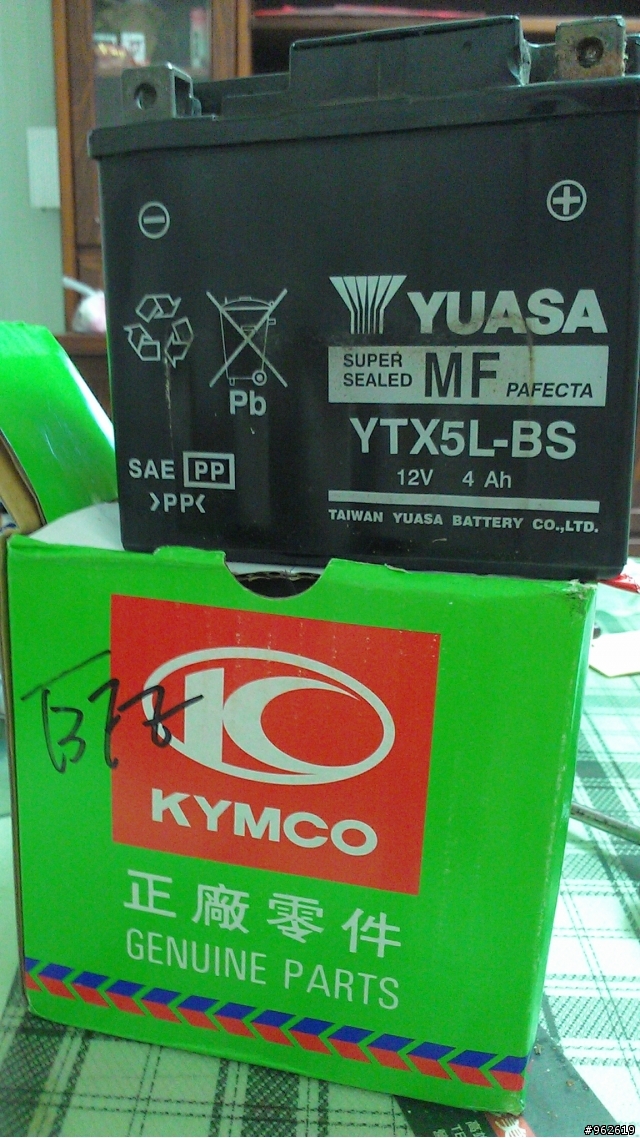 YUASA
SUPER
SEALED
MF
PAFECTA
Pb
YTX5L-BS
SAE PP
>PP<
12V 4 Ah
TAIWAN YUASA BATTERY CO.,LTD.
KYMCO
正廠零件
GENUINE PARTS
#962619